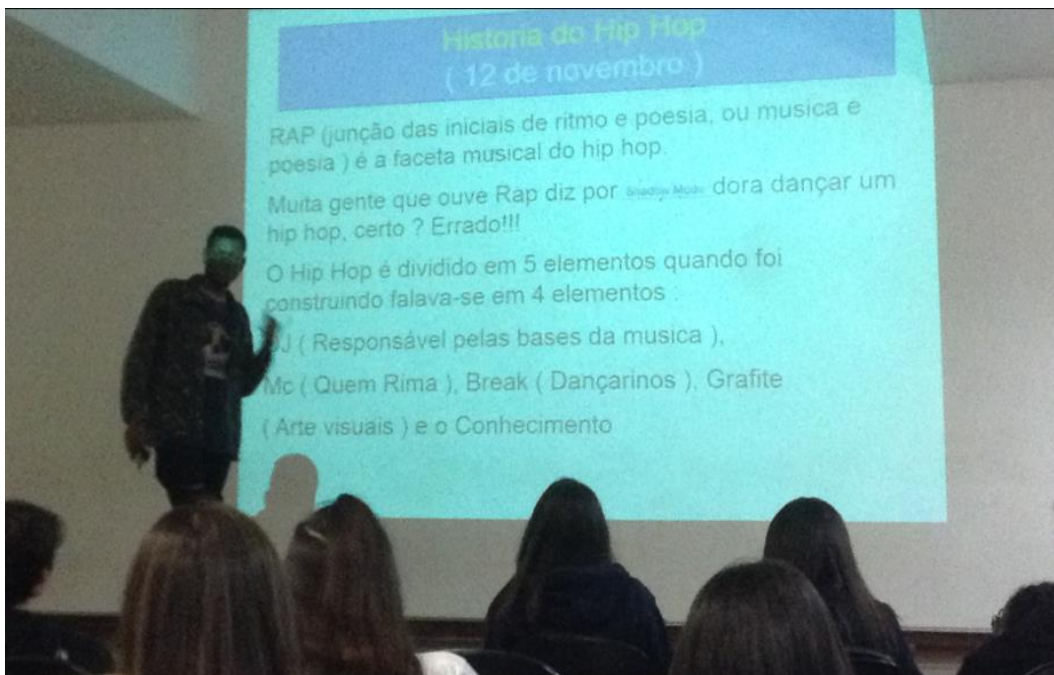 Historia do Hip Hop
( 12 de novembro )
RAP (junção das iniciais de ritmo e poesia, ou musica e
poesia ) é a faceta musical do hip hop.
Muita gente que ouve Rap diz por Shadow Mode dora dançar um
hip hop, certo ? Errado!!!
O Hip Hop é dividido em 5 elementos quando foi
construindo falava-se em 4 elementos :
DJ ( Responsável pelas bases da musica ),
Mc ( Quem Rima ), Break ( Dançarinos ), Grafite
( Arte visuais ) e o Conhecimento